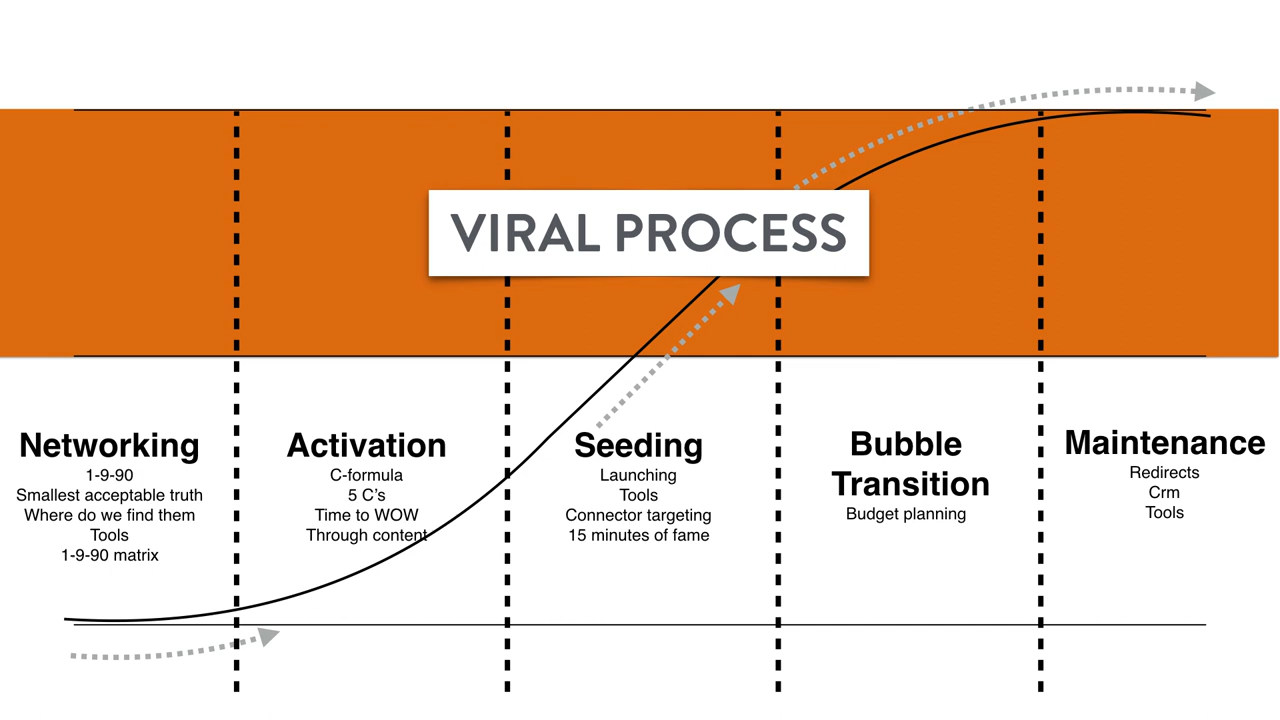 VIRAL PROCESS
Networking
1-9-90
Smallest acceptable truth
Where do we find them
Tools
1-9-90 matrix
Activation
C-formula
5 C’s
Time to WOW
Through content
Seeding
Launching
Tools
Connector targeting
15 minutes of fame
Bubble
Transition
Budget planning
Maintenance
Redirects
Crm
Tools